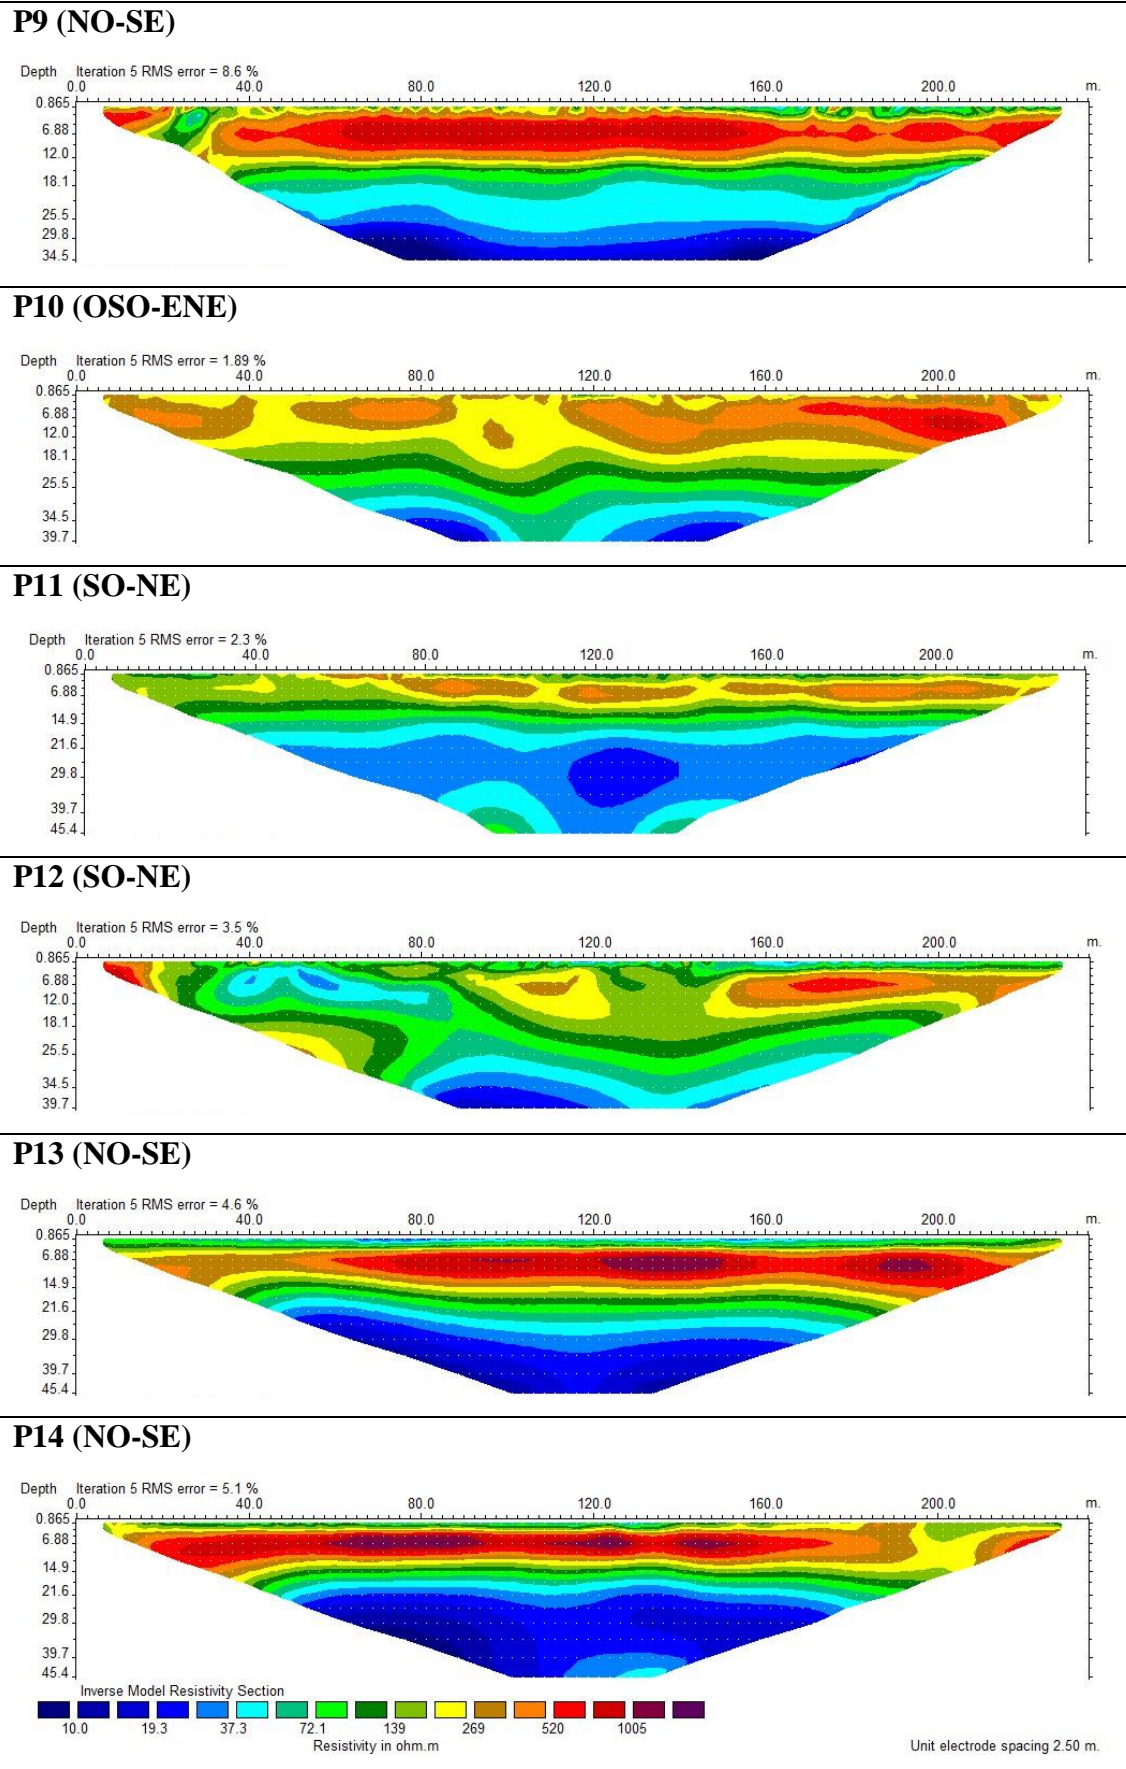 P9 (NO-SE)
Depth Iteration 5 RMS error = 8.6 %
0.0 40.0 80.0 120.0 160.0 200.0 m.
0.865
6.88
12.0
18.1
25.5
29.8
34.5
P10 (OSO-ENE)
Depth Iteration 5 RMS error = 1.89 %
0.0 40.0 80.0 120.0 160.0 200.0 m.
0.865
6.88
12.0
18.1
25.5
34.5
39.7
P11 (SO-NE)
Depth Iteration 5 RMS error = 2.3 %
0.0 40.0 80.0 120.0 160.0 200.0 m.
0.865
6.88
14.9
21.6
29.8
39.7
45.4
P12 (SO-NE)
Depth Iteration 5 RMS error = 3.5 %
0.0 40.0 80.0 120.0 160.0 200.0 m.
0.865
6.88
12.0
18.1
25.5
34.5
39.7
P13 (NO-SE)
Depth Iteration 5 RMS error = 4.6 %
0.0 40.0 80.0 120.0 160.0 200.0 m.
0.865
6.88
14.9
21.6
29.8
39.7
45.4
P14 (NO-SE)
Depth Iteration 5 RMS error = 5.1 %
0.0 40.0 80.0 120.0 160.0 200.0 m.
0.865
6.88
14.9
21.6
29.8
39.7
45.4
Inverse Model Resistivity Section
10.0 19.3 37.3 72.1 139 269 520 1005
Resistivity in ohm.m Unit electrode spacing 2.50 m.